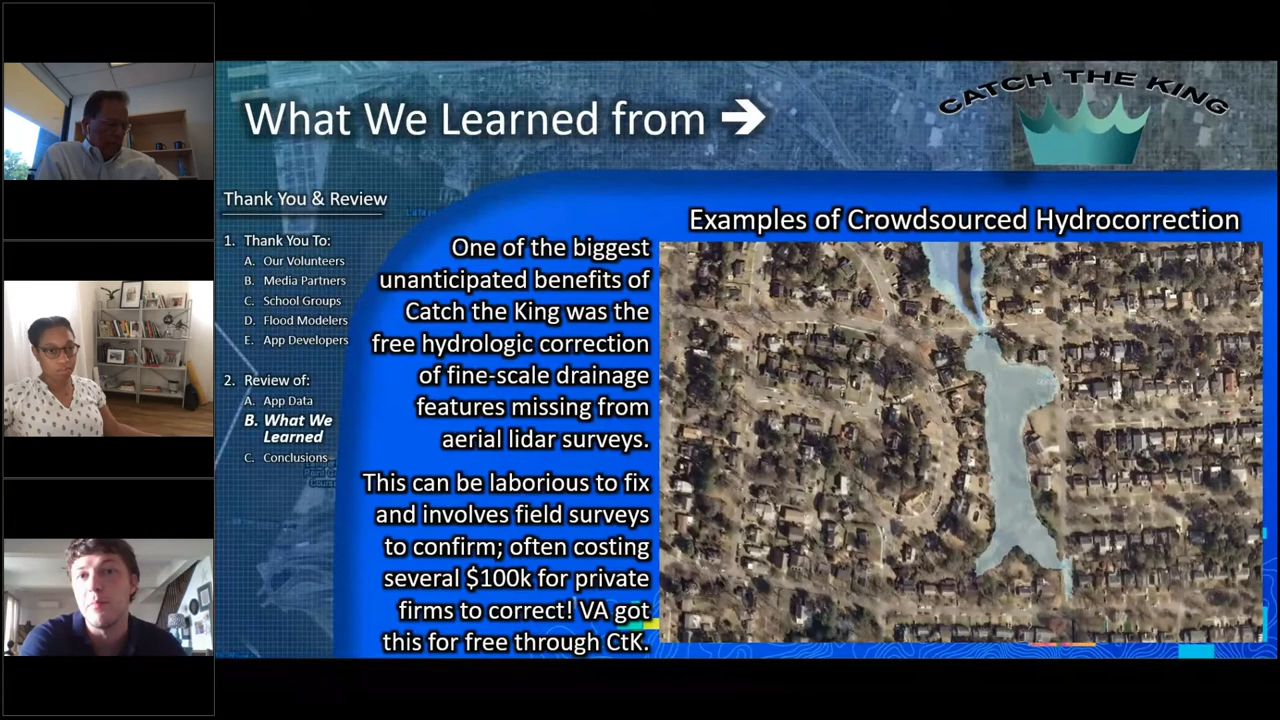 What We Learned from →
CATCH THE KING
Thank You & Review
1. Thank You To:
A. Our Volunteers
B. Media Partners
C. School Groups
D. Flood Modelers
E. App Developers
2. Review of:
A. App Data
B. What We
Learned
C. Conclusions
One of the biggest
unanticipated benefits of
Catch the King was the
free hydrologic correction
of fine-scale drainage
features missing from
aerial lidar surveys.
This can be laborious to fix
and involves field surveys
to confirm; often costing
several $100k for private
firms to correct! VA got
this for free through CtK.
Examples of Crowdsourced Hydrocorrection